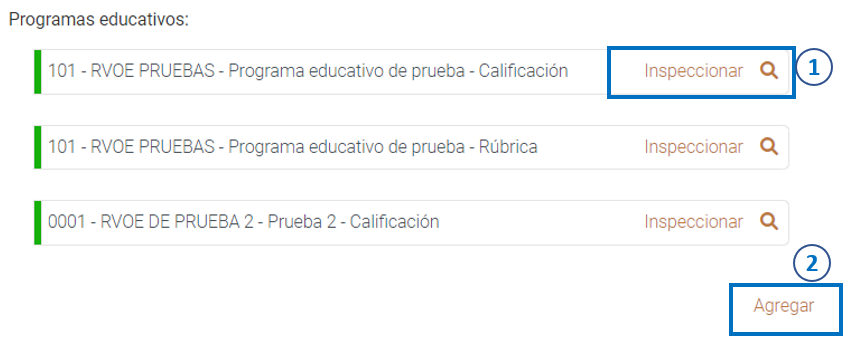 Programas educativos:
101 - RVOE PRUEBAS - Programa educativo de prueba - Calificación Inspeccionar 1
101 - RVOE PRUEBAS - Programa educativo de prueba - Rúbrica Inspeccionar
0001 - RVOE DE PRUEBA 2 - Prueba 2 - Calificación Inspeccionar
2
Agregar